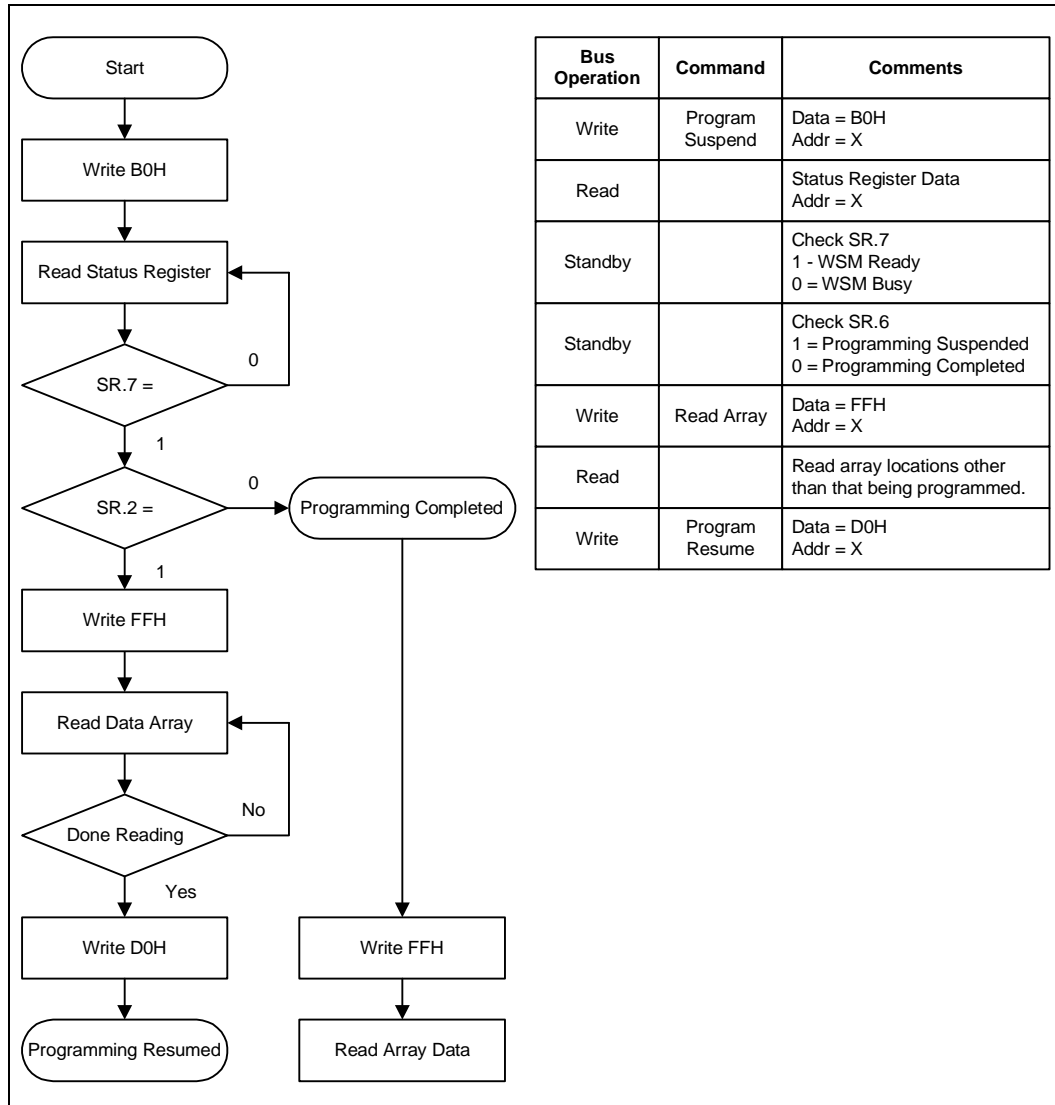 Start
Write B0H
Read Status Register
SR.7 =
0
1
SR.2 =
0
Programming Completed
1
Write FFH
Read Data Array
Done Reading
No
Yes
Write D0H
Write FFH
Programming Resumed
Read Array Data
Bus
Operation
Command
Comments
Write
Program
Suspend
Data = B0H
Addr = X
Read
Status Register Data
Addr = X
Standby
Check SR.7
1 - WSM Ready
0 = WSM Busy
Standby
Check SR.6
1 = Programming Suspended
0 = Programming Completed
Write
Read Array
Data = FFH
Addr = X
Read
Read array locations other
than that being programmed.
Write
Program
Resume
Data = D0H
Addr = X